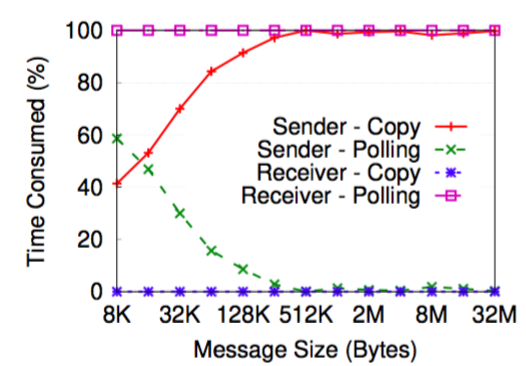 100
80
60
40
20
0
Time Consumed (%)
Sender - Copy
Sender - Polling
Receiver - Copy
Receiver - Polling
8K 32K 128K 512K 2M 8M 32M
Message Size (Bytes)